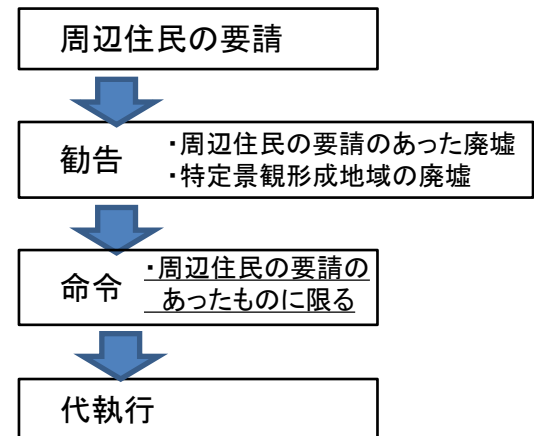 周辺住民の要請
勧告
・周辺住民の要請のあった廃墟
・特定景観形成地域の廃墟
命令
・周辺住民の要請の
あったものに限る
代執行